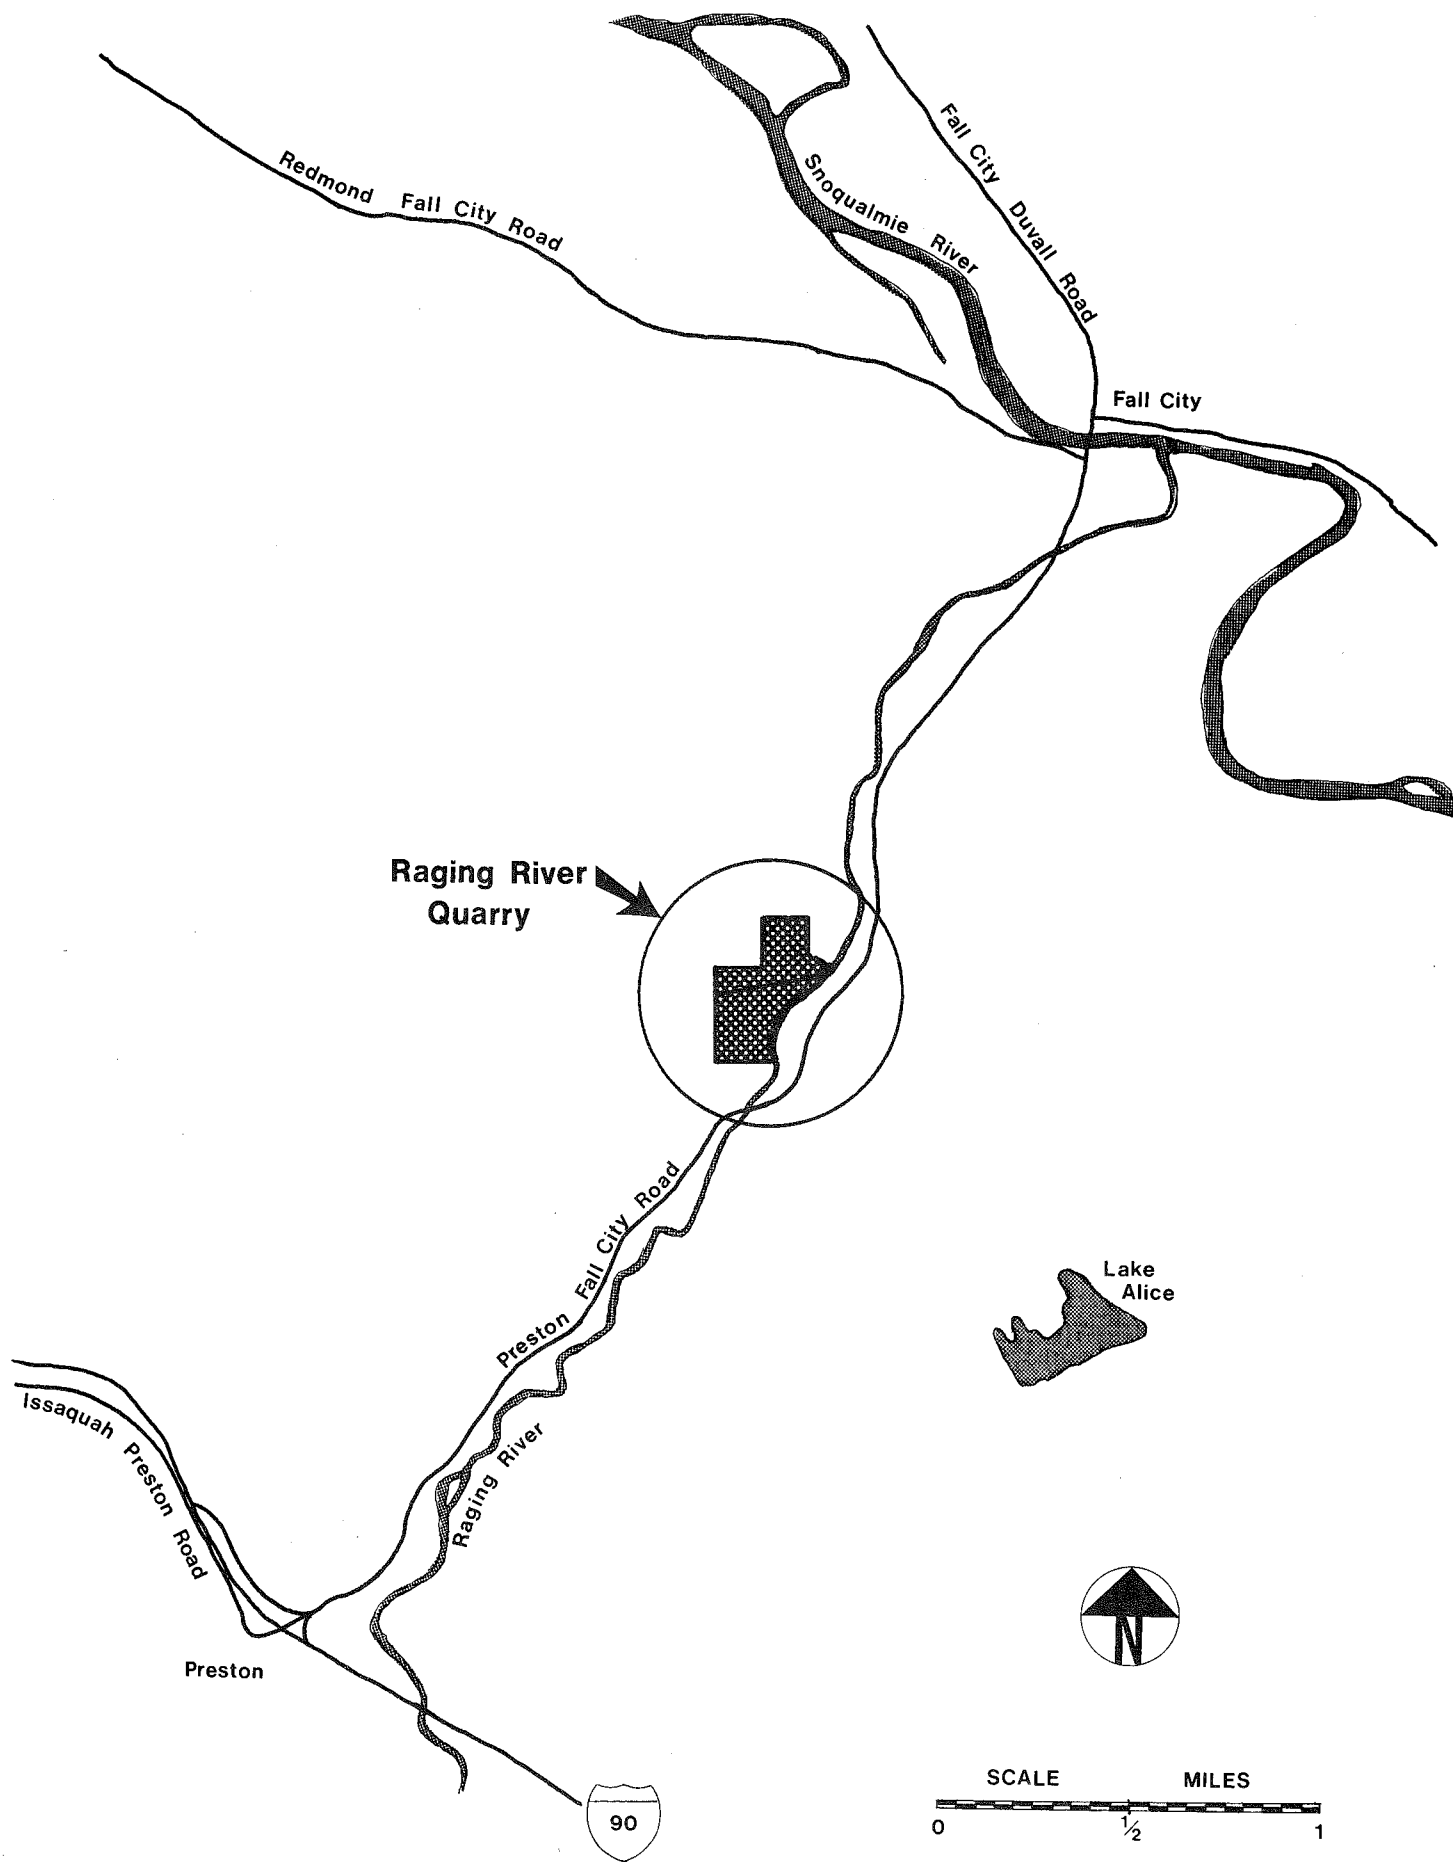 Redmond Fall City Road
Snoqualmie River
Fall City Duvall Road
Fall City
Raging River
Quarry
Preston Fall City Road
Lake
Alice
Issaquah Preston Road
Raging River
Preston
N
90
SCALE MILES
0 1/2 1